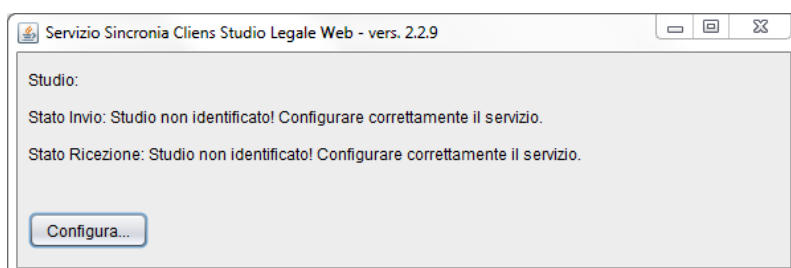 Servizio Sincronia Cliens Studio Legale Web - vers. 2.2.9
Studio:
Stato Invio: Studio non identificato! Configurare correttamente il servizio.
Stato Ricezione: Studio non identificato! Configurare correttamente il servizio.
Configura...